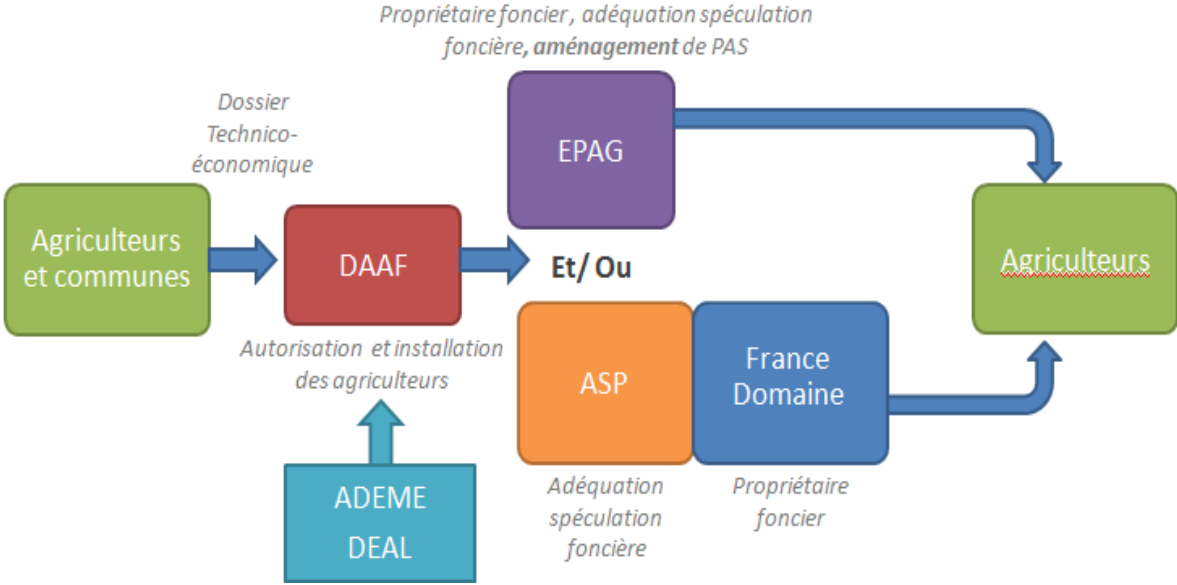 Propriétaire foncier , adéquation spéculation
foncière, aménagement de PAS
Dossier
Technico-
économique
EPAG
Agriculteurs
et communes
DAAF
Et/ Ou
Agriculteurs
Autorisation et installation
des agriculteurs
ASP
France
Domaine
ADEME
DEAL
Adéquation
spéculation
foncière
Propriétaire
foncier